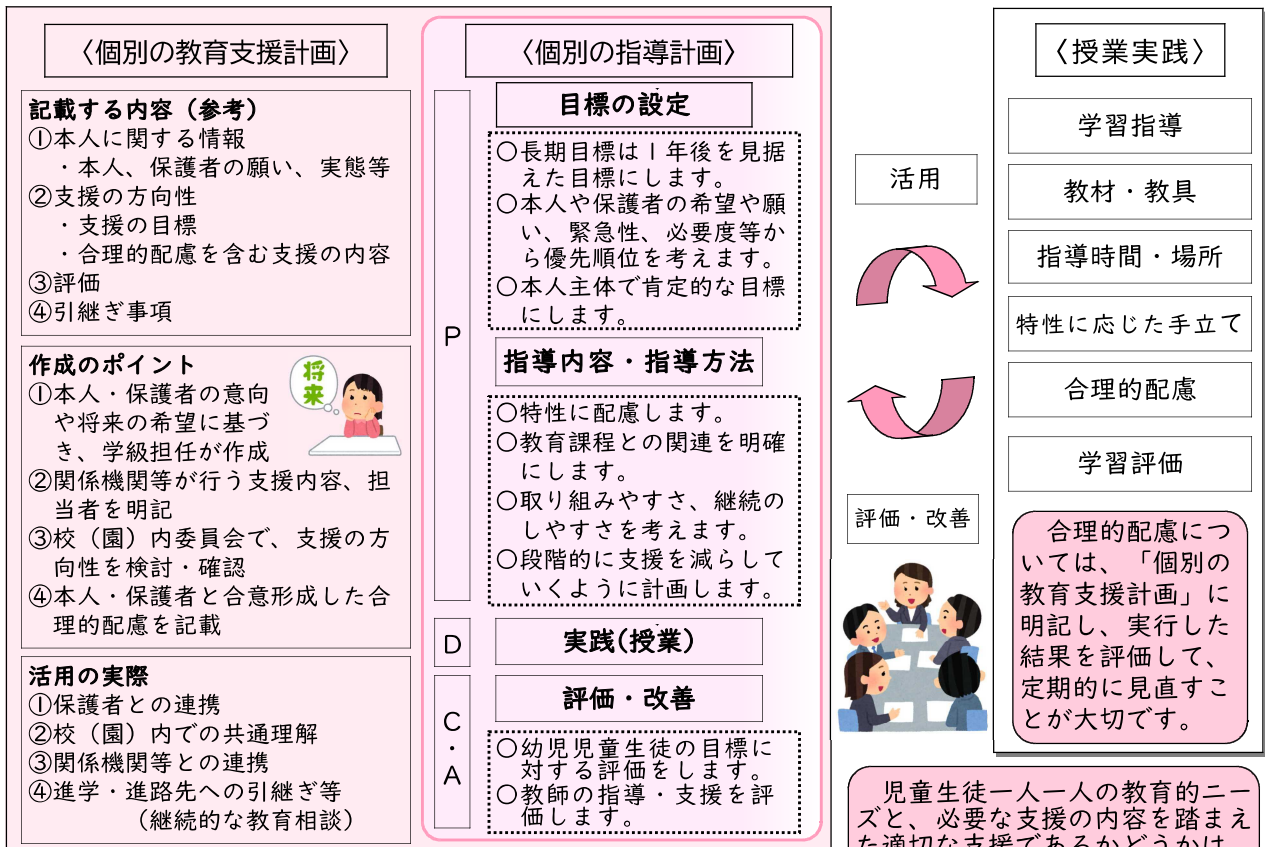 〈個別の教育支援計画〉
記載する内容（参考）
①本人に関する情報
・本人、保護者の願い、実態等
②支援の方向性
・支援の目標
・合理的配慮を含む支援の内容
③評価
④引継ぎ事項
作成のポイント
①本人・保護者の意向
や将来の希望に基づ
き、学級担任が作成
将
来
②関係機関等が行う支援内容、担
当者を明記
③校（園）内委員会で、支援の方
向性を検討・確認
④本人・保護者と合意形成した合
理的配慮を記載
活用の実際
①保護者との連携
②校（園）内での共通理解
③関係機関等との連携
④進学・進路先への引継ぎ等
（継続的な教育相談）
〈個別の指導計画〉
P
目標の設定
○長期目標は１年後を見据
えた目標にします。
○本人や保護者の希望や願
い、緊急性、必要度等か
ら優先順位を考えます。
○本人主体で肯定的な目標
にします。
指導内容・指導方法
○特性に配慮します。
○教育課程との関連を明確
にします。
○取り組みやすさ、継続の
しやすさを考えます。
○段階的に支援を減らして
いくように計画します。
D
実践(授業)
C
・
A
評価・改善
○幼児児童生徒の目標に
対する評価をします。
○教師の指導・支援を評
価します。
活用
評価・改善
〈授業実践〉
学習指導
教材・教具
指導時間・場所
特性に応じた手立て
合理的配慮
学習評価
合理的配慮につ
いては、「個別の
教育支援計画」に
明記し、実行した
結果を評価して、
定期的に見直すこ
とが大切です。
児童生徒一人一人の教育的ニー
ズと、必要な支援の内容を踏まえ
た適切な支援であるかどうかは、